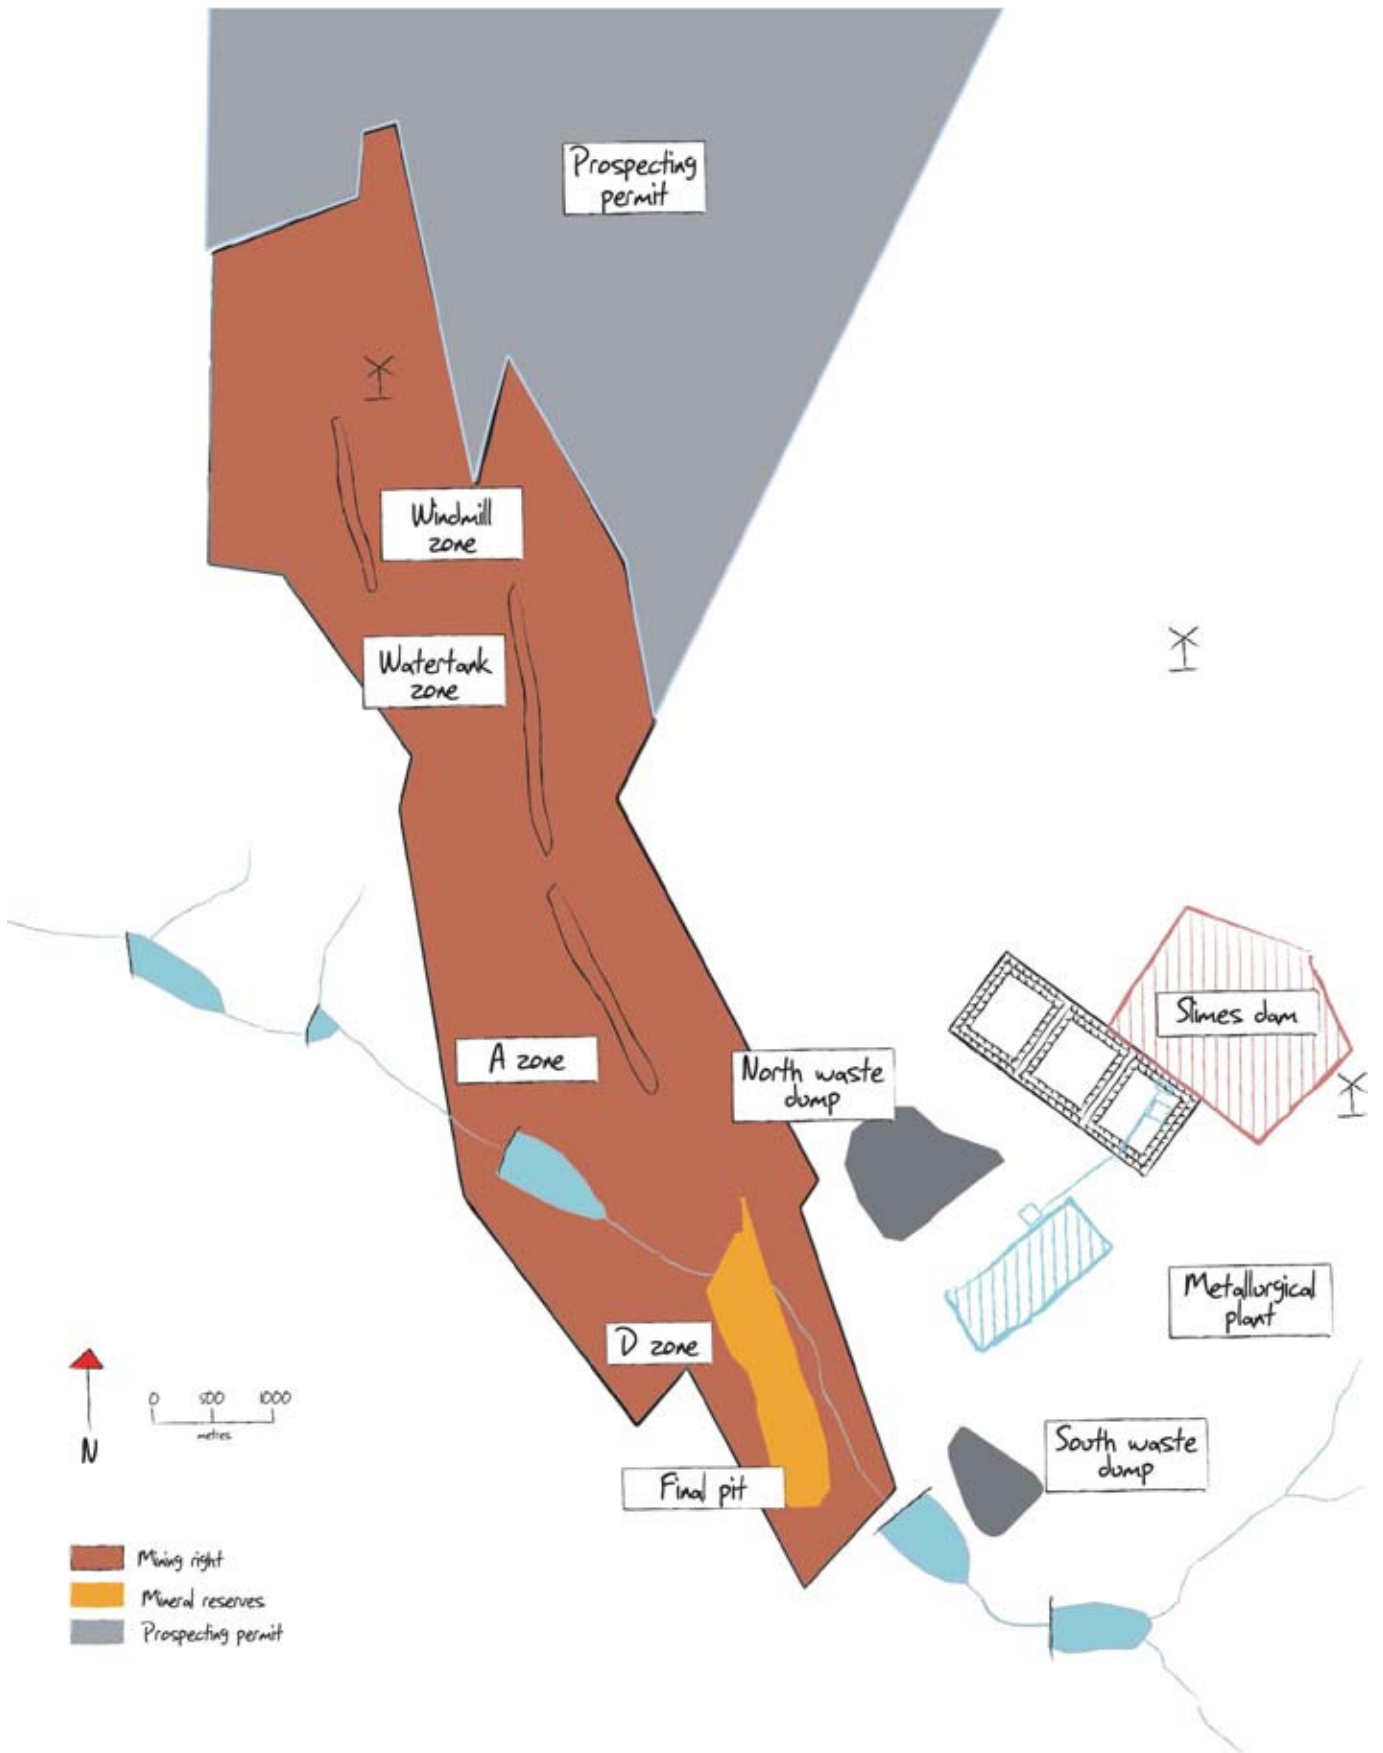 Prospecting
permit
Windmill
zone
Watertank
zone
Slimes dam
A zone
North waste
dump
Metallurgical
plant
D zone
0 500 1000
metres
N
South waste
dump
Final pit
Mining right
Mineral reserves
Prospecting permit